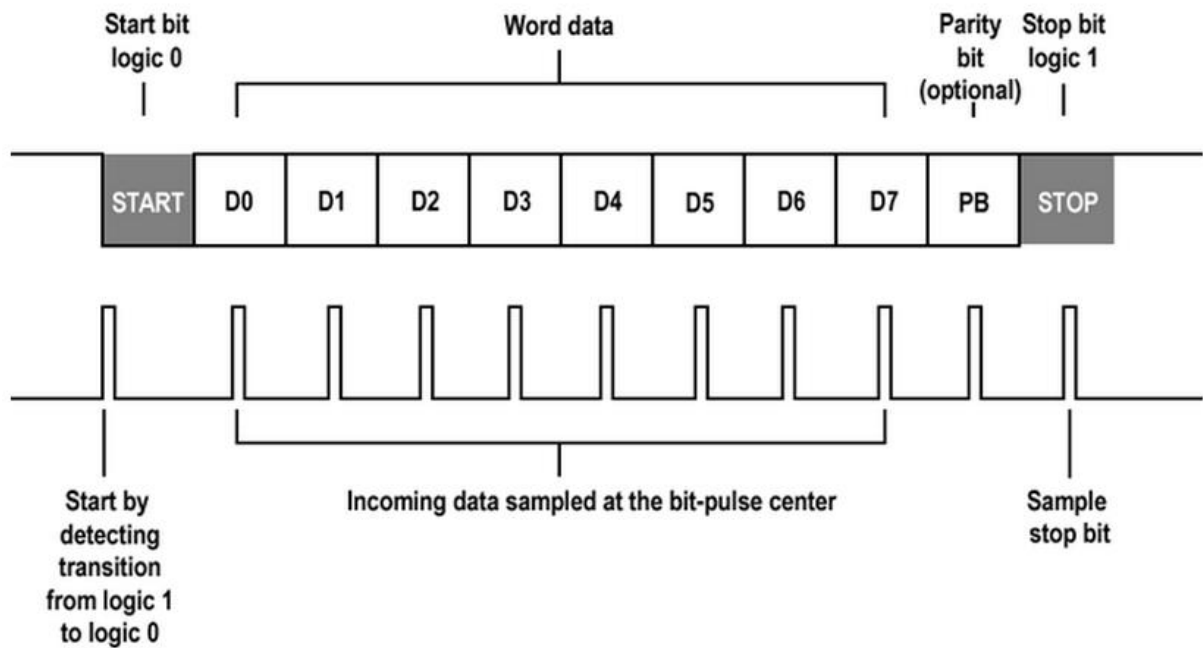 Start bit
logic 0
Word data
Parity
bit
(optional)
Stop bit
logic 1
START D0 D1 D2 D3 D4 D5 D6 D7 PB STOP
Start by
detecting
transition
from logic 1
to logic 0
Incoming data sampled at the bit-pulse center
Sample
stop bit